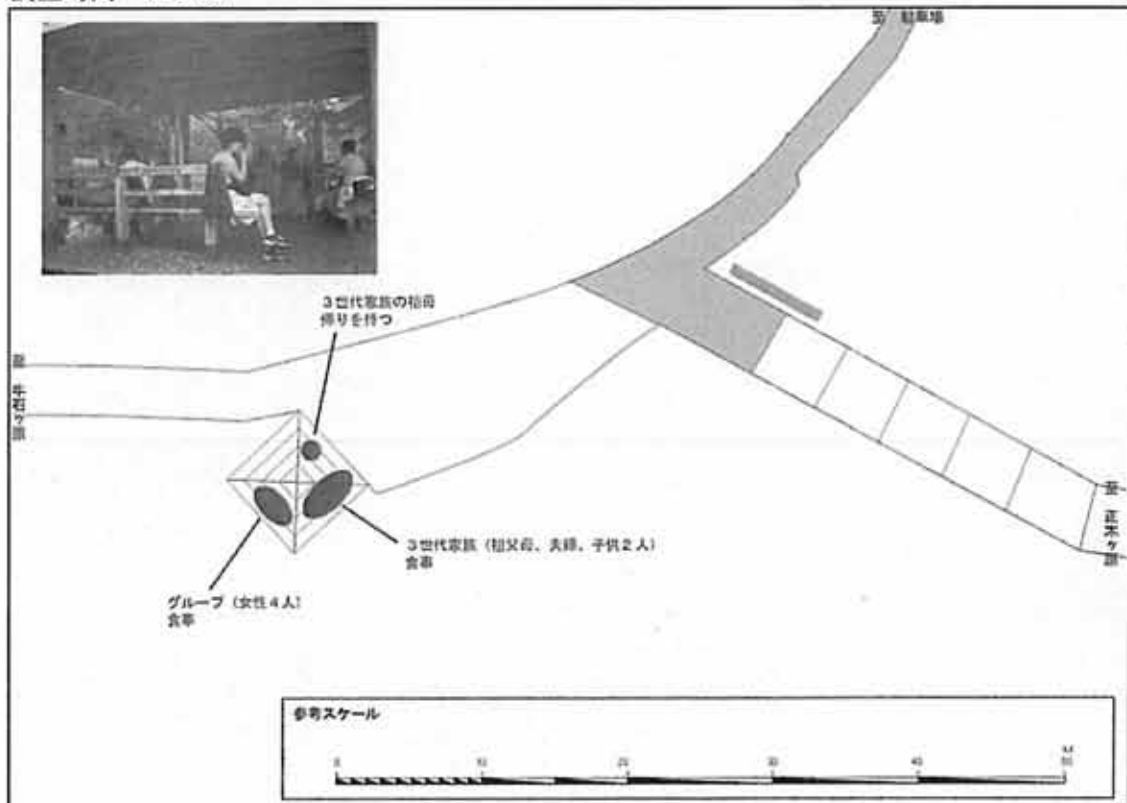 至 駐車場
3世代家族の祖母
帰りを待つ
至 牛石ヶ原
3世代家族（祖父母、夫婦、子供2人）
食事
グループ（女性4人）
食事
至 正木ヶ原
参考スケール
0 10 20 30 40 50
M